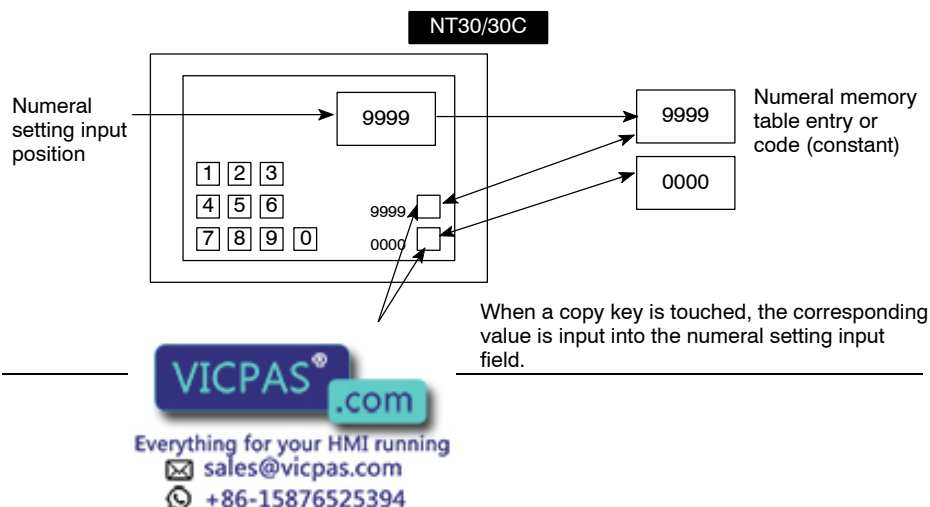 NT30/30C
Numeral
setting input
position
9999
9999
Numeral memory
table entry or
code (constant)
0000
1 2 3
4 5 6
7 8 9 0
9999
0000
When a copy key is touched, the corresponding
value is input into the numeral setting input
field.
VICPAS®
.com
Everything for your HMI running
sales@vicpas.com
+86-15876525394